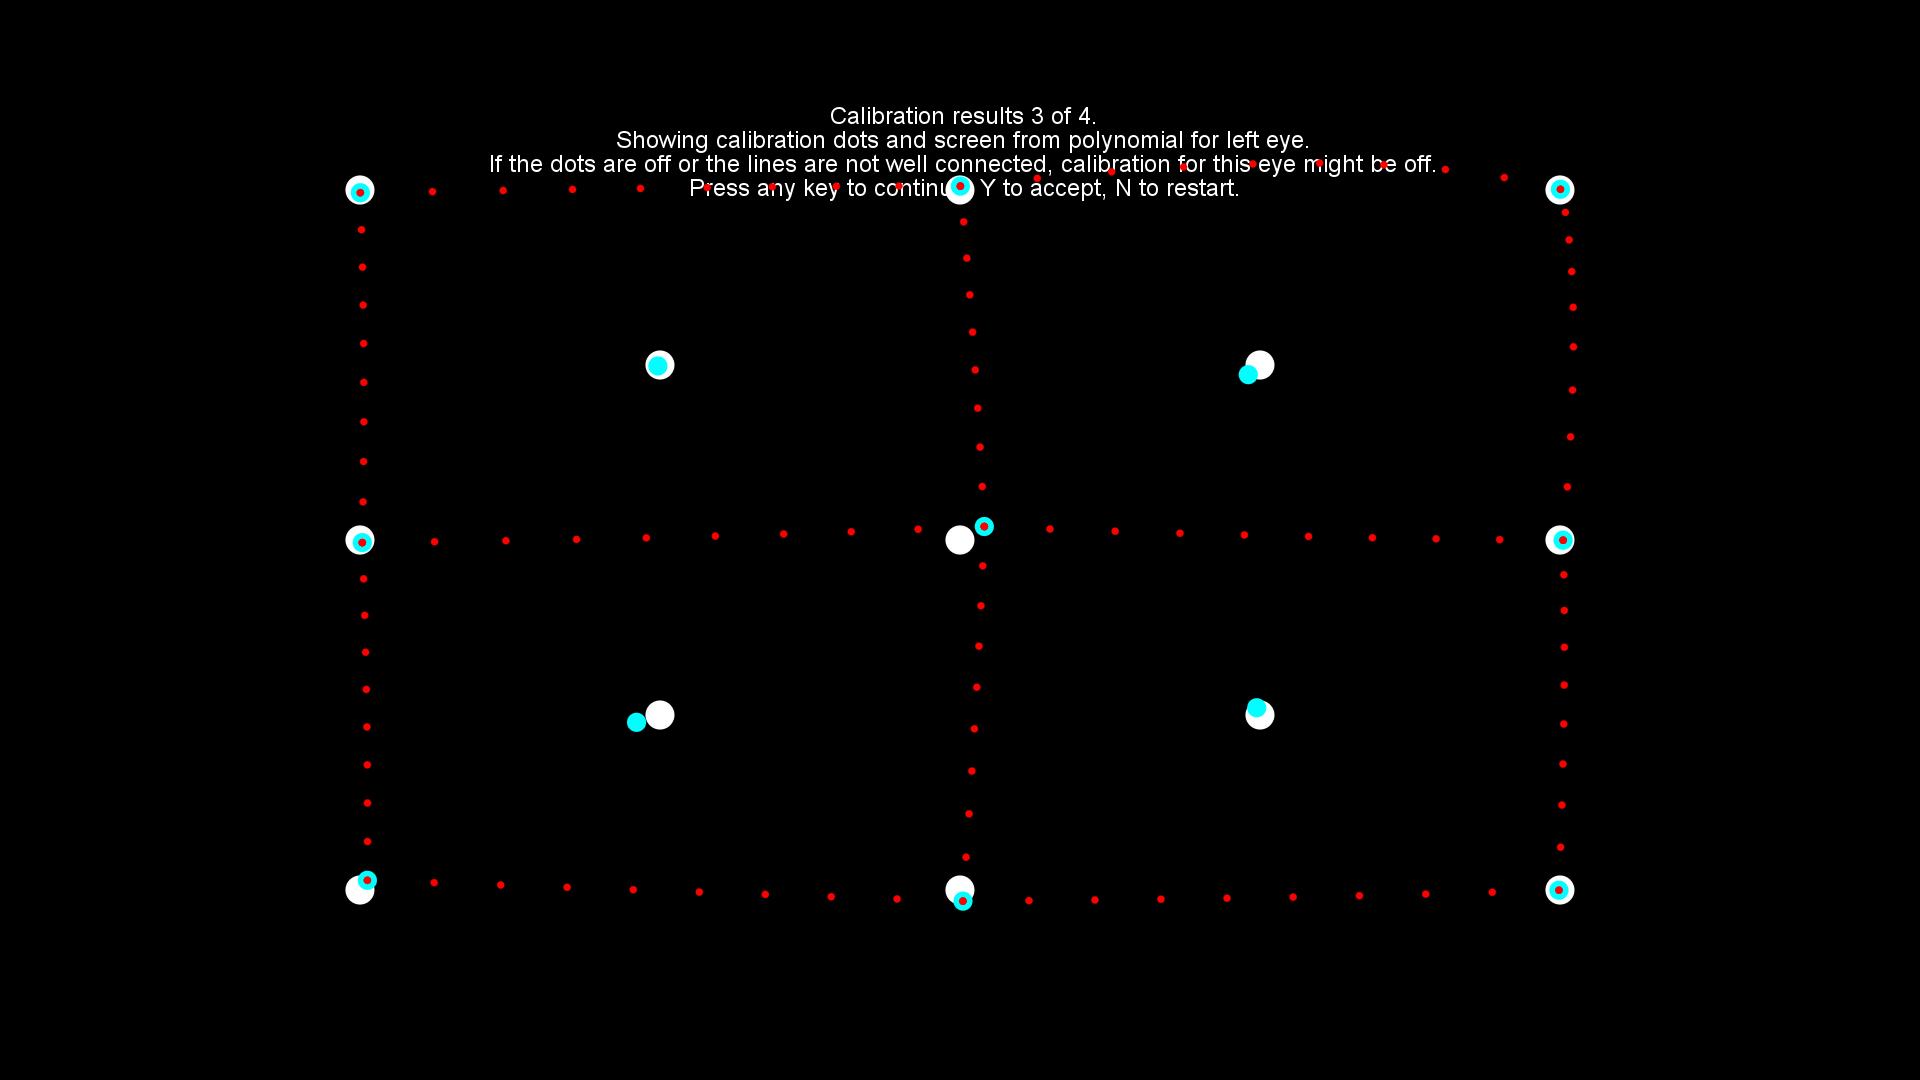 Calibration results 3 of 4.
Showing calibration dots and screen from polynomial for left eye.
If the dots are off or the lines are not well connected, calibration for this eye might be off.
Press any key to continue, Y to accept, N to restart.